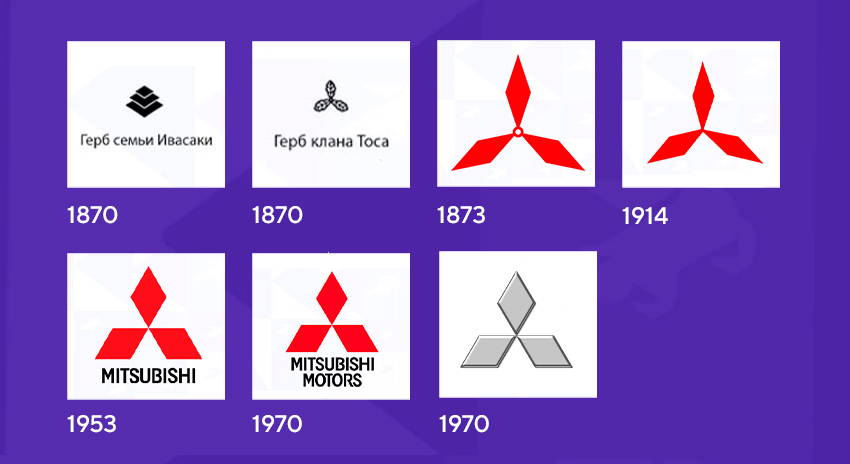 Герб семьи Ивасаки
Герб клана Тоса
1870
1870
1873
1914
MITSUBISHI
MITSUBISHI
MOTORS
1953
1970
1970